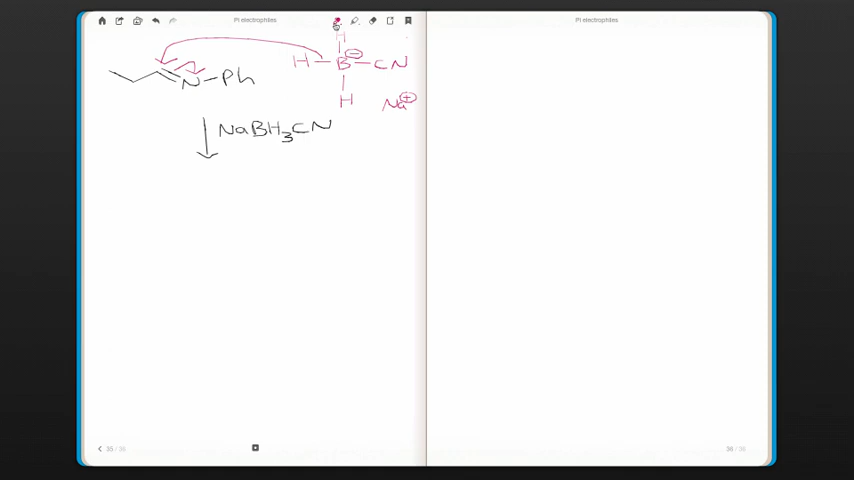 Pi electrophiles
Pi electrophiles
H
H-B⊖-CN
N-Ph
H
Na⊕
NaBH₃CN
35 / 36
36 / 36